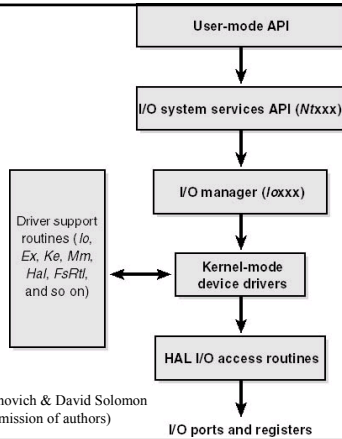 User-mode API
I/O system services API (Ntxxx)
I/O manager (Ioxxx)
Driver support
routines (Io,
Ex, Ke, Mm,
Hal, FsRtl,
and so on)
Kernel-mode
device drivers
HAL I/O access routines
novich & David Solomon
mission of authors)
I/O ports and registers